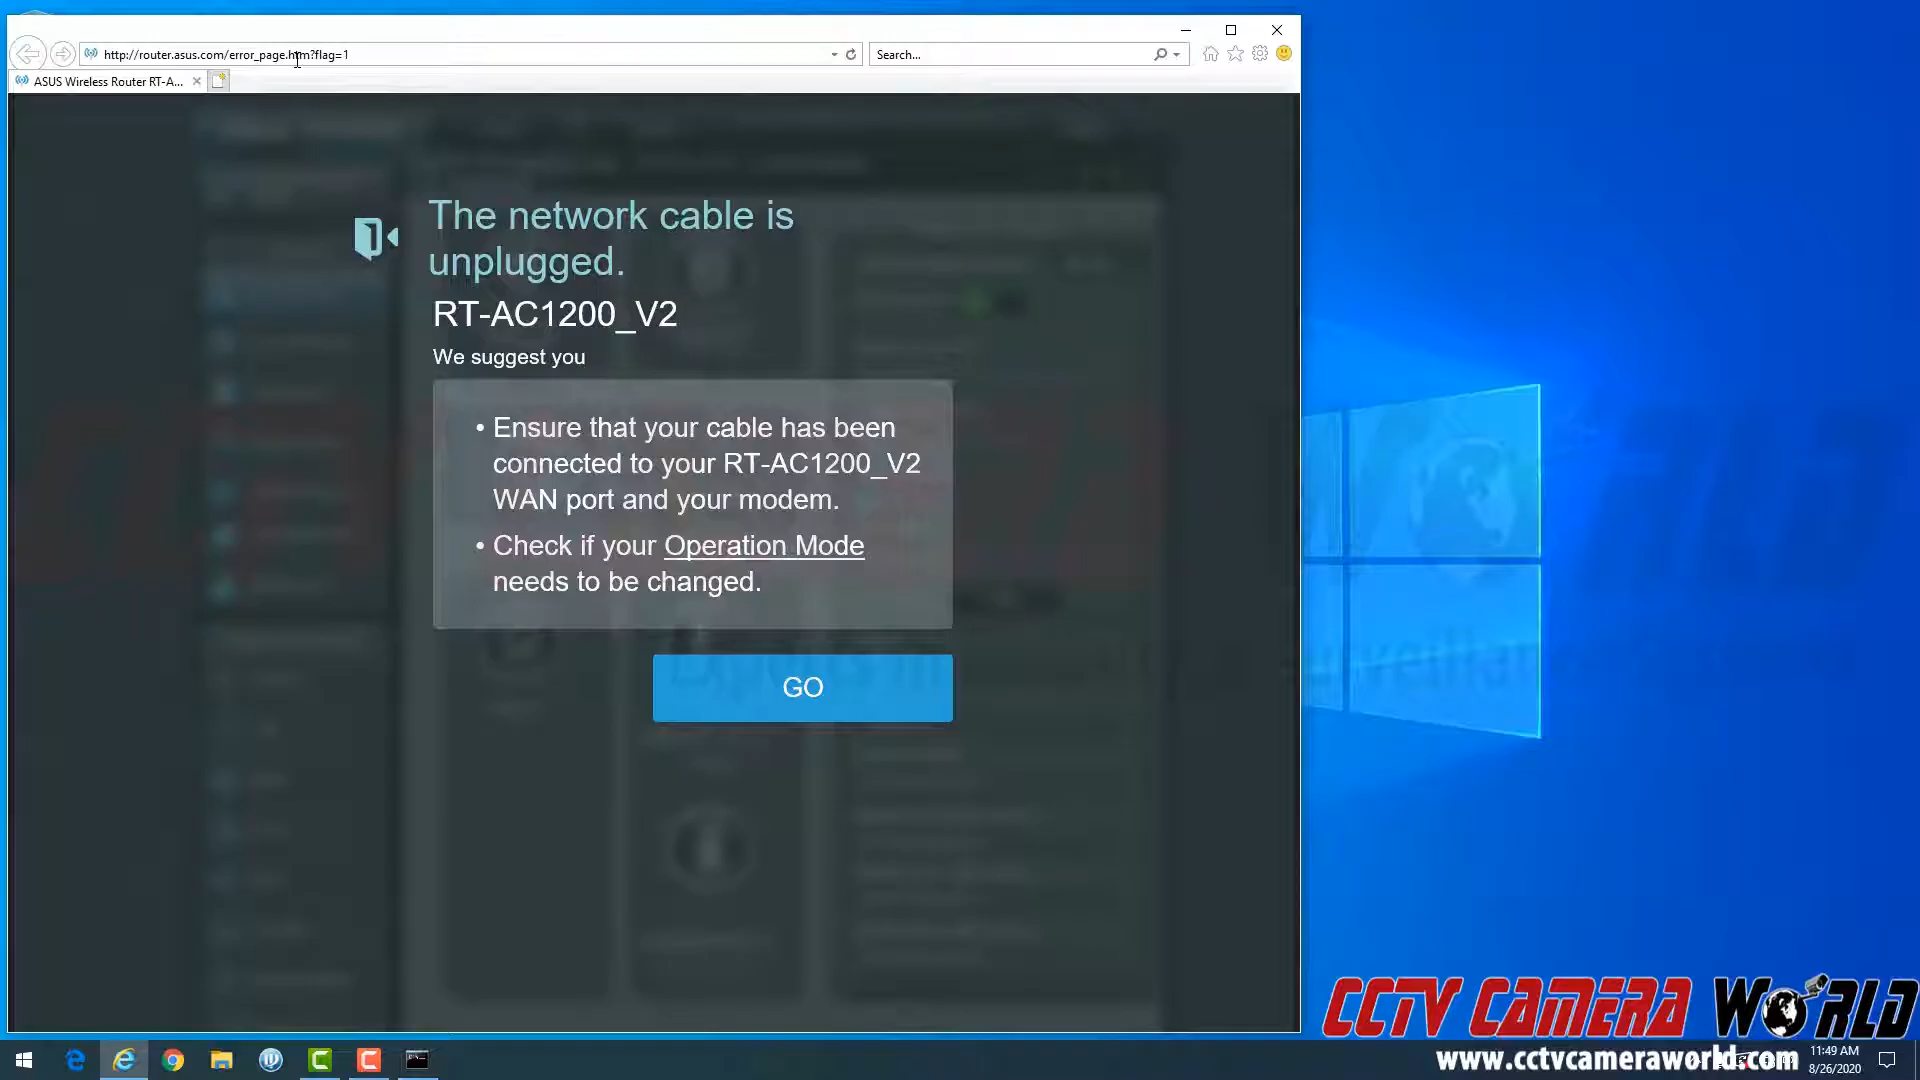 http://router.asus.com/error_page.htm?flag=1
Search...
ASUS Wireless Router RT-A...
The network cable is
unplugged.
RT-AC1200_V2
We suggest you
• Ensure that your cable has been
connected to your RT-AC1200_V2
WAN port and your modem.
• Check if your Operation Mode
needs to be changed.
GO
CCTV CAMERA WORLD
www.cctvcameraworld.com
11:49 AM
8/26/2020